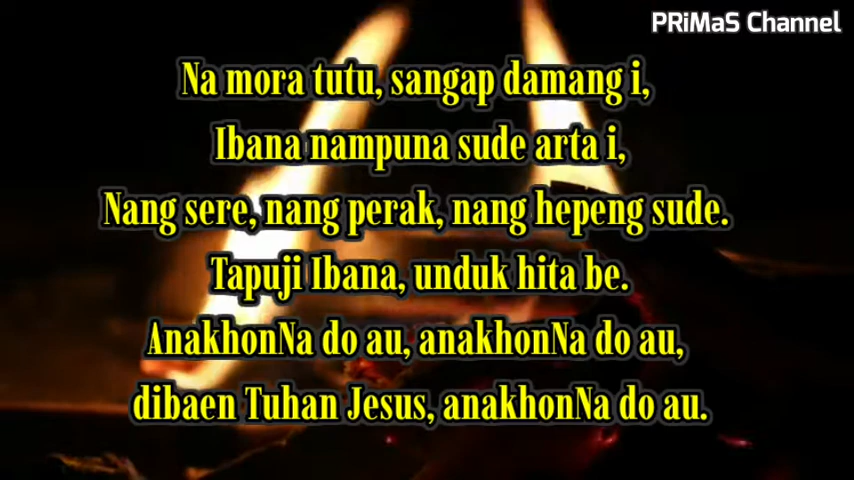 PRiMaS Channel
Na mora tutu, sangap damang i,
Ibana nampuna sude arta i,
Nang sere, nang perak, nang hepeng sude.
Tapuji Ibana, unduk hita be.
AnakhonNa do au, anakhonNa do au,
dibaen Tuhan Jesus, anakhonNa do au.